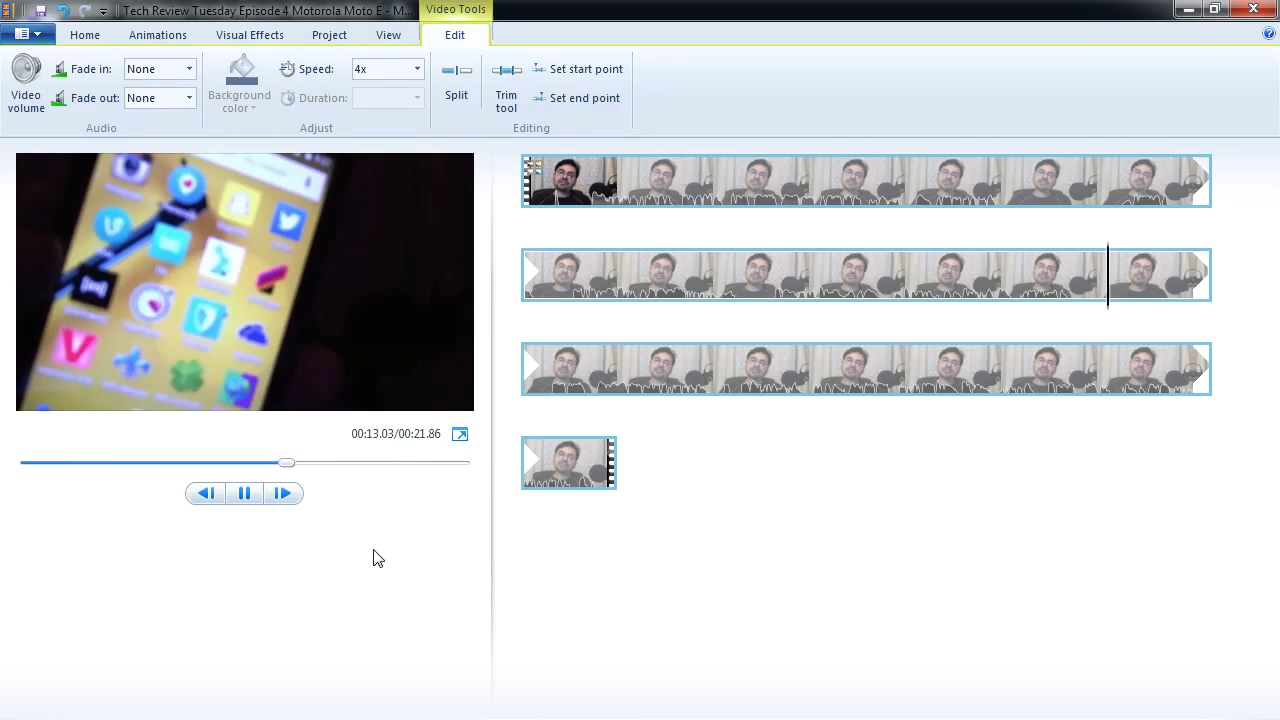 Tech Review Tuesday Episode 4 Motorola Moto E - M...
Video Tools
Home
Animations
Visual Effects
Project
View
Edit
Video volume
Fade in:
None
Fade out:
None
Audio
Background color
Speed:
4x
Duration:
Adjust
Split
Trim tool
Set start point
Set end point
Editing
00:13.03/00:21.86